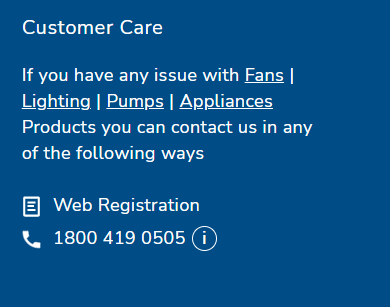 Customer Care
If you have any issue with Fans |
Lighting | Pumps | Appliances
Products you can contact us in any
of the following ways
Web Registration
1800 419 0505 i